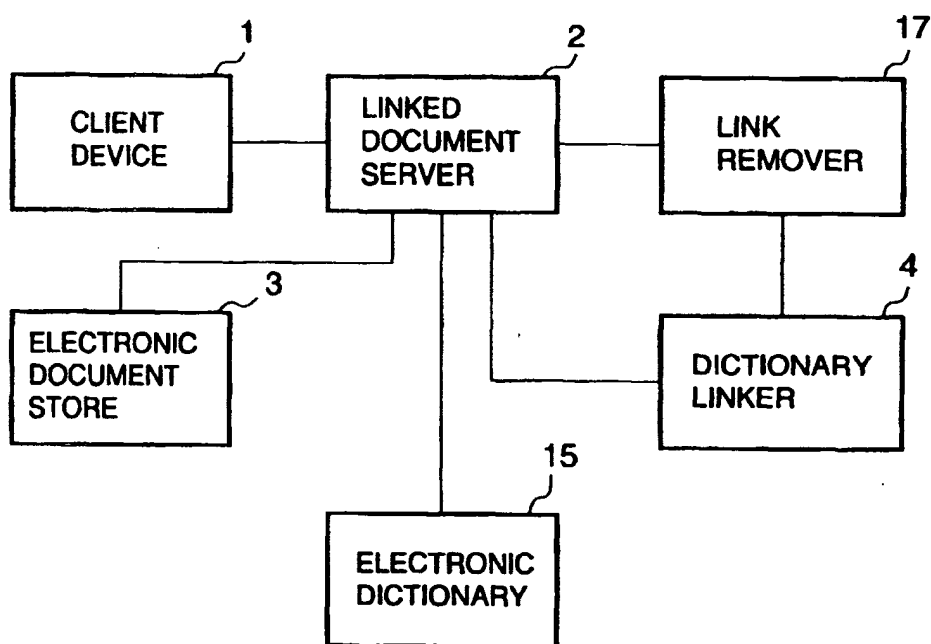 1
2
17
CLIENT
DEVICE
LINKED
DOCUMENT
SERVER
LINK
REMOVER
3
4
ELECTRONIC
DOCUMENT
STORE
DICTIONARY
LINKER
15
ELECTRONIC
DICTIONARY